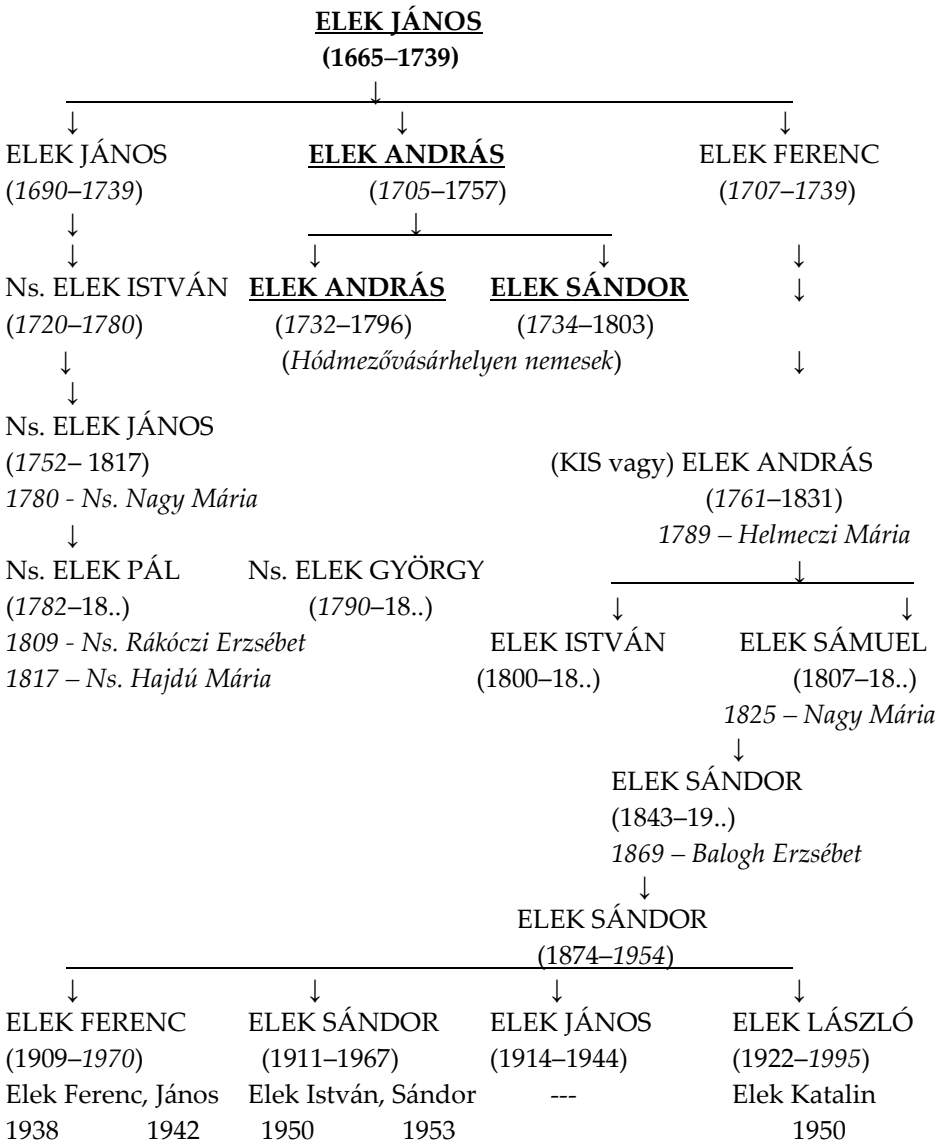 ELEK JÁNOS
(1665–1739)
↓
↓ ↓ ↓
ELEK JÁNOS ELEK ANDRÁS ELEK FERENC
(1690–1739) (1705–1757) (1707–1739)
↓ ↓
↓ ↓ ↓ ↓
Ns. ELEK ISTVÁN ELEK ANDRÁS ELEK SÁNDOR ↓
(1720–1780) (1732–1796) (1734–1803)
↓ (Hódmezővásárhelyen nemesek) ↓
↓
Ns. ELEK JÁNOS
(1752– 1817) (KIS vagy) ELEK ANDRÁS
1780 - Ns. Nagy Mária (1761–1831)
↓ 1789 – Helmeczi Mária
Ns. ELEK PÁL Ns. ELEK GYÖRGY ↓
(1782–18..) (1790–18..) ↓ ↓
1809 - Ns. Rákóczi Erzsébet ELEK ISTVÁN ELEK SÁMUEL
1817 – Ns. Hajdú Mária (1800–18..) (1807–18..)
1825 – Nagy Mária
↓
ELEK SÁNDOR
(1843–19..)
1869 – Balogh Erzsébet
↓
ELEK SÁNDOR
(1874–1954)
↓ ↓ ↓ ↓
ELEK FERENC ELEK SÁNDOR ELEK JÁNOS ELEK LÁSZLÓ
(1909–1970) (1911–1967) (1914–1944) (1922–1995)
Elek Ferenc, János Elek István, Sándor --- Elek Katalin
1938 1942 1950 1953 1950